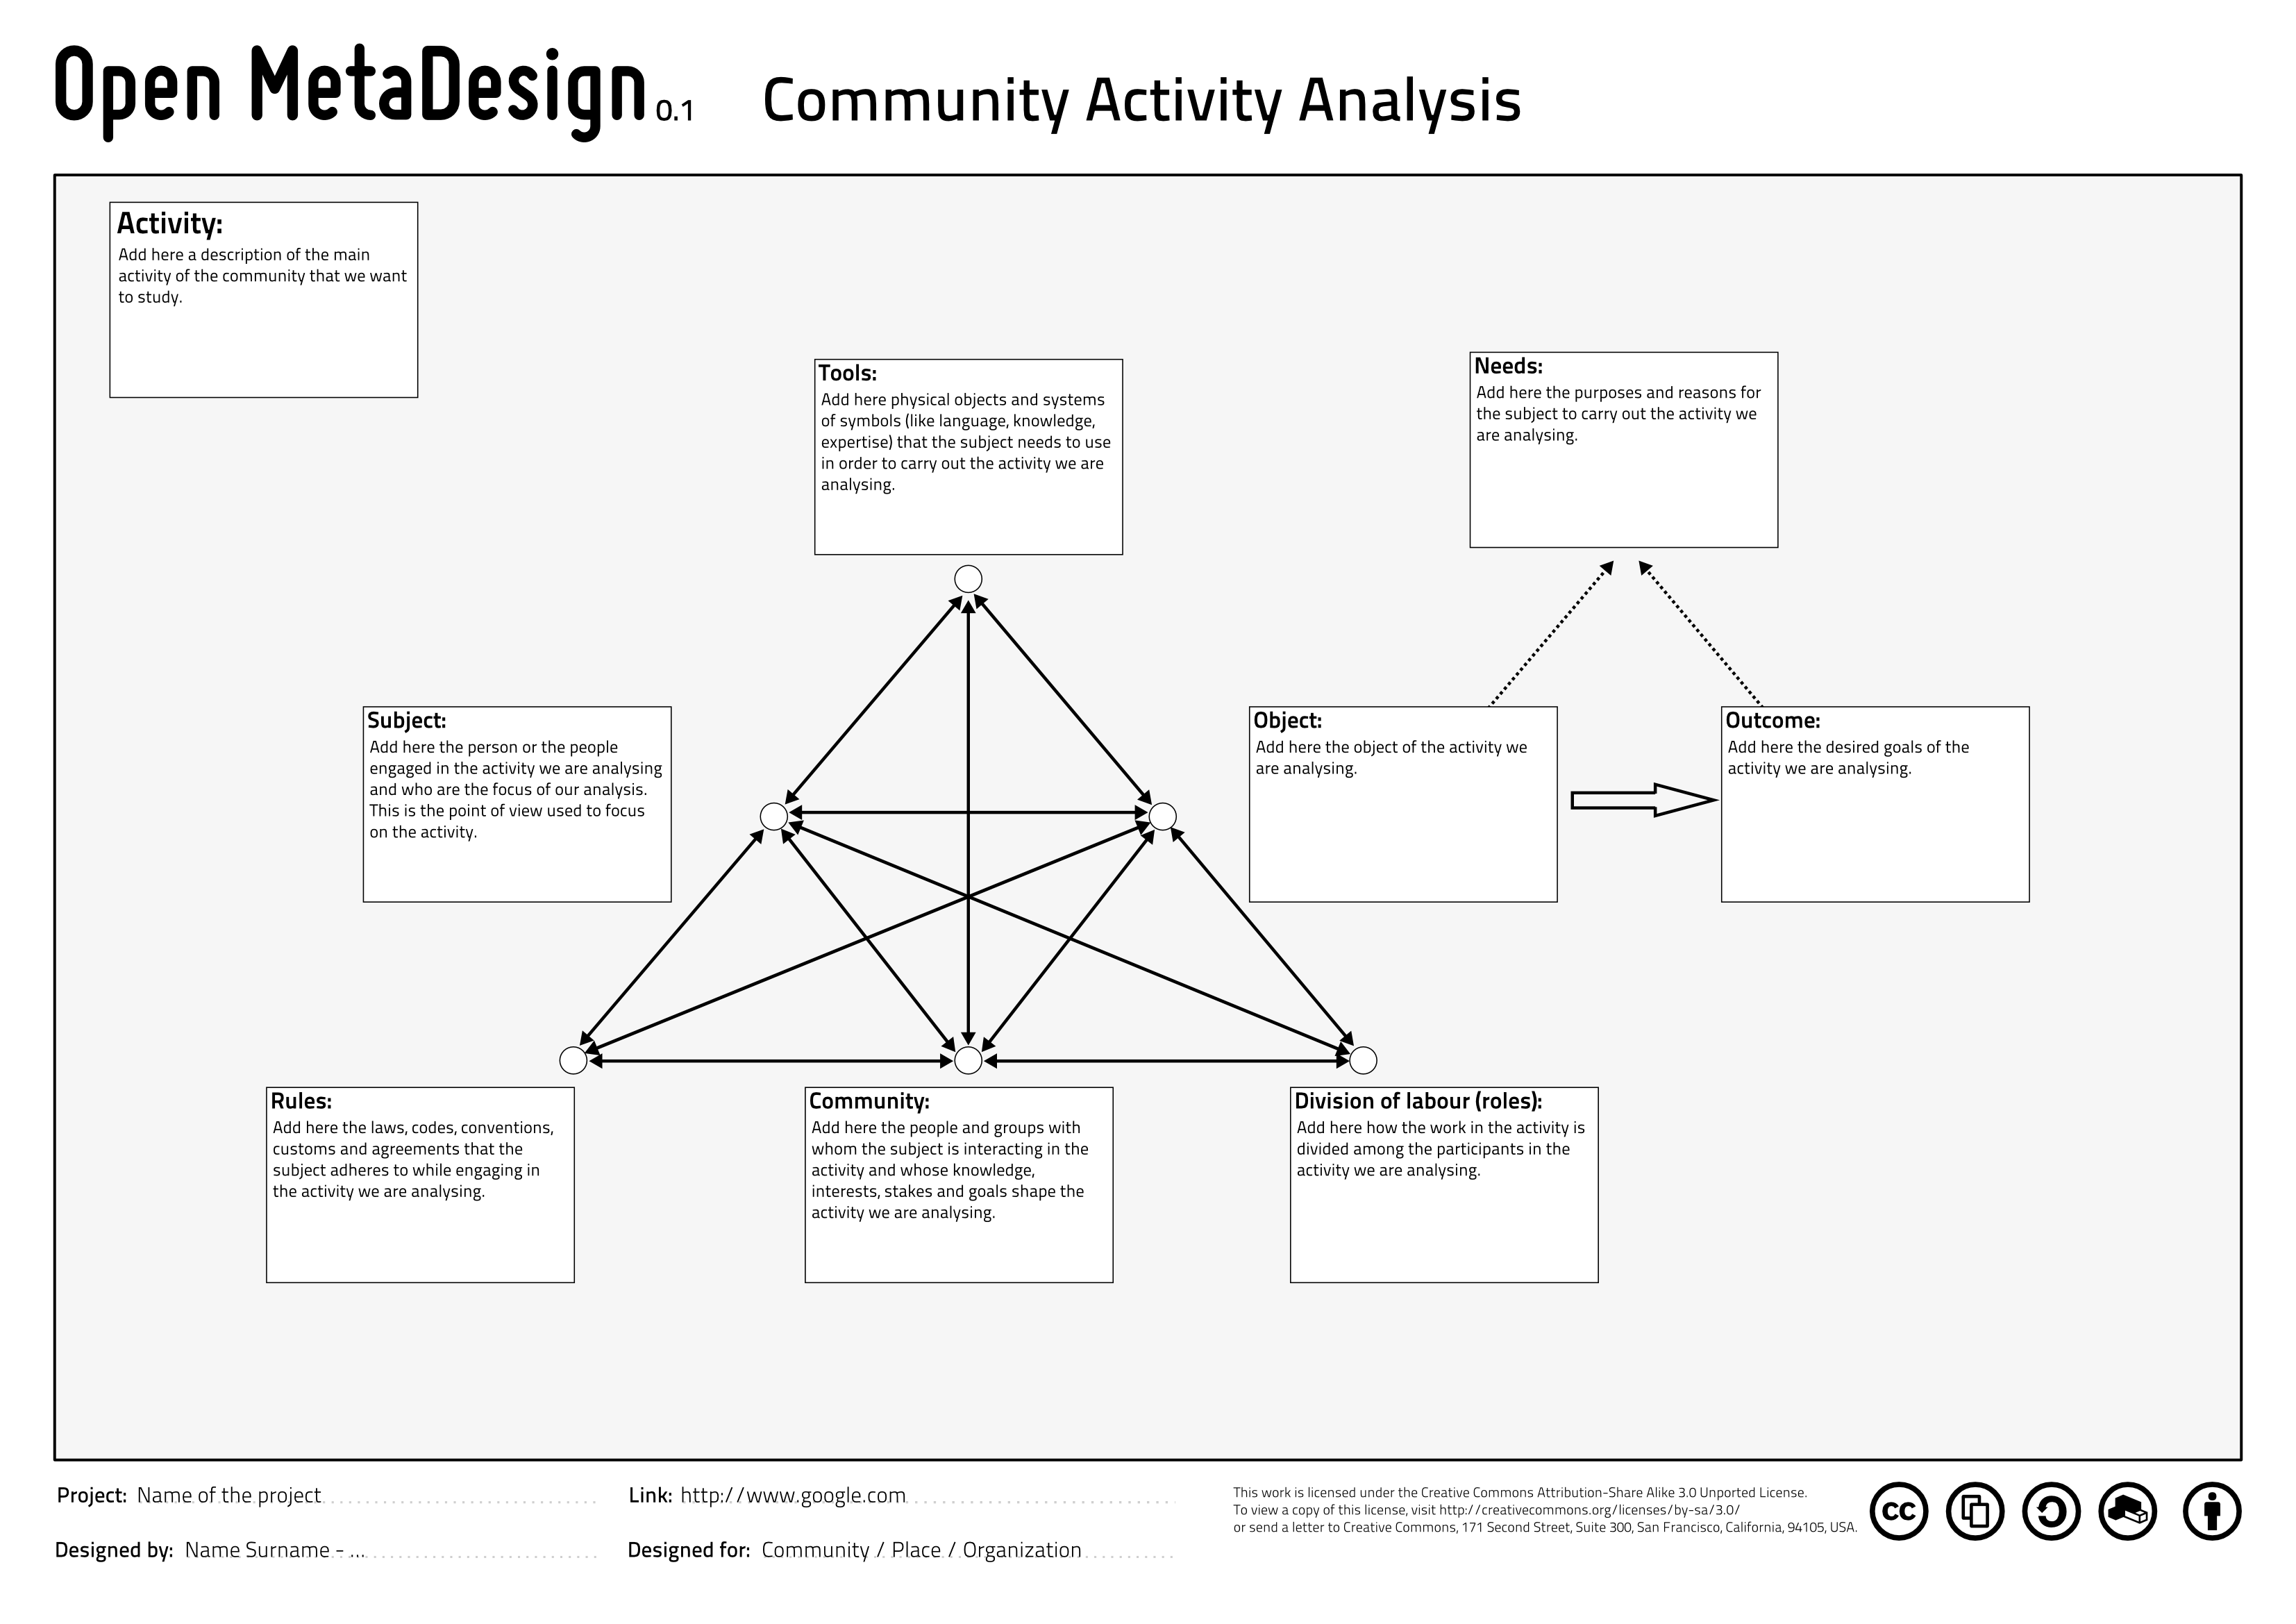 Open MetaDesign 0.1 Community Activity Analysis
Activity:
Add here a description of the main
activity of the community that we want
to study.
Tools:
Add here physical objects and systems
of symbols (like language, knowledge,
expertise) that the subject needs to use
in order to carry out the activity we are
analysing.
Needs:
Add here the purposes and reasons for
the subject to carry out the activity we
are analysing.
Subject:
Add here the person or the people
engaged in the activity we are analysing
and who are the focus of our analysis.
This is the point of view used to focus
on the activity.
Object:
Add here the object of the activity we
are analysing.
Outcome:
Add here the desired goals of the
activity we are analysing.
Rules:
Add here the laws, codes, conventions,
customs and agreements that the
subject adheres to while engaging in
the activity we are analysing.
Community:
Add here the people and groups with
whom the subject is interacting in the
activity and whose knowledge,
interests, stakes and goals shape the
activity we are analysing.
Division of labour (roles):
Add here how the work in the activity is
divided among the participants in the
activity we are analysing.
Project: Name of the project
Link: http://www.google.com
Designed by: Name Surname - ...
Designed for: Community / Place / Organization
This work is licensed under the Creative Commons Attribution-Share Alike 3.0 Unported License.
To view a copy of this license, visit http://creativecommons.org/licenses/by-sa/3.0/
or send a letter to Creative Commons, 171 Second Street, Suite 300, San Francisco, California, 94105, USA.
cc